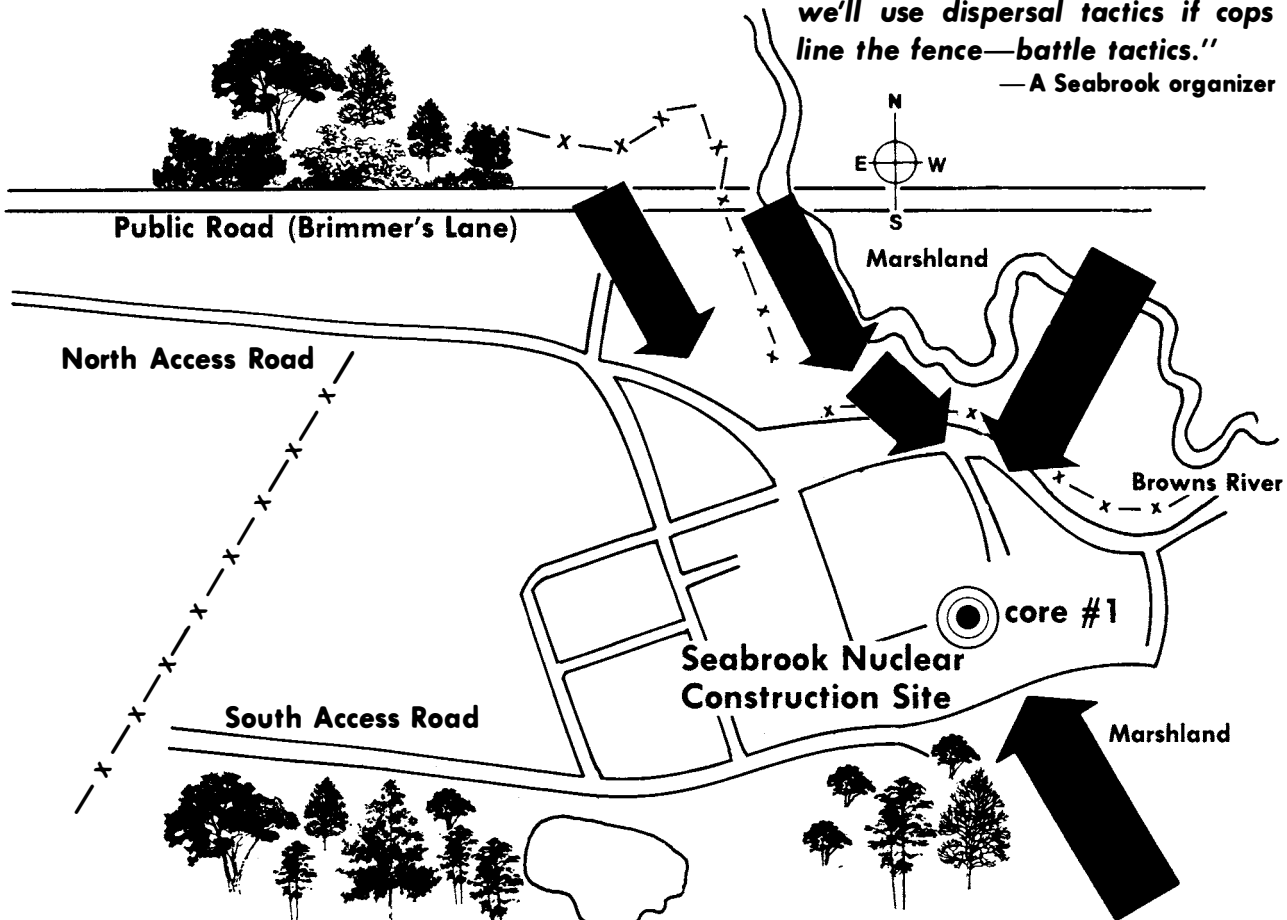 we'll use dispersal tactics if cops
line the fence—battle tactics."
—A Seabrook organizer
N
E W
S
Public Road (Brimmer's Lane)
Marshland
North Access Road
Browns River
core #1
Seabrook Nuclear
Construction Site
South Access Road
Marshland